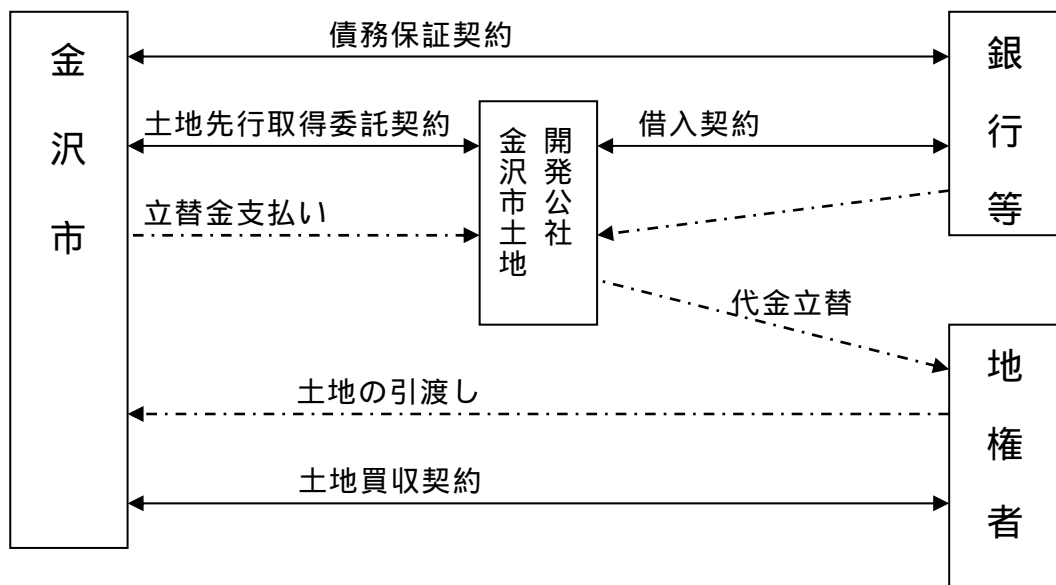 金沢市
債務保証契約
銀行等
土地先行取得委託契約
開発公社
金沢市土地
借入契約
立替金支払い
代金立替
地権者
土地の引渡し
土地買収契約